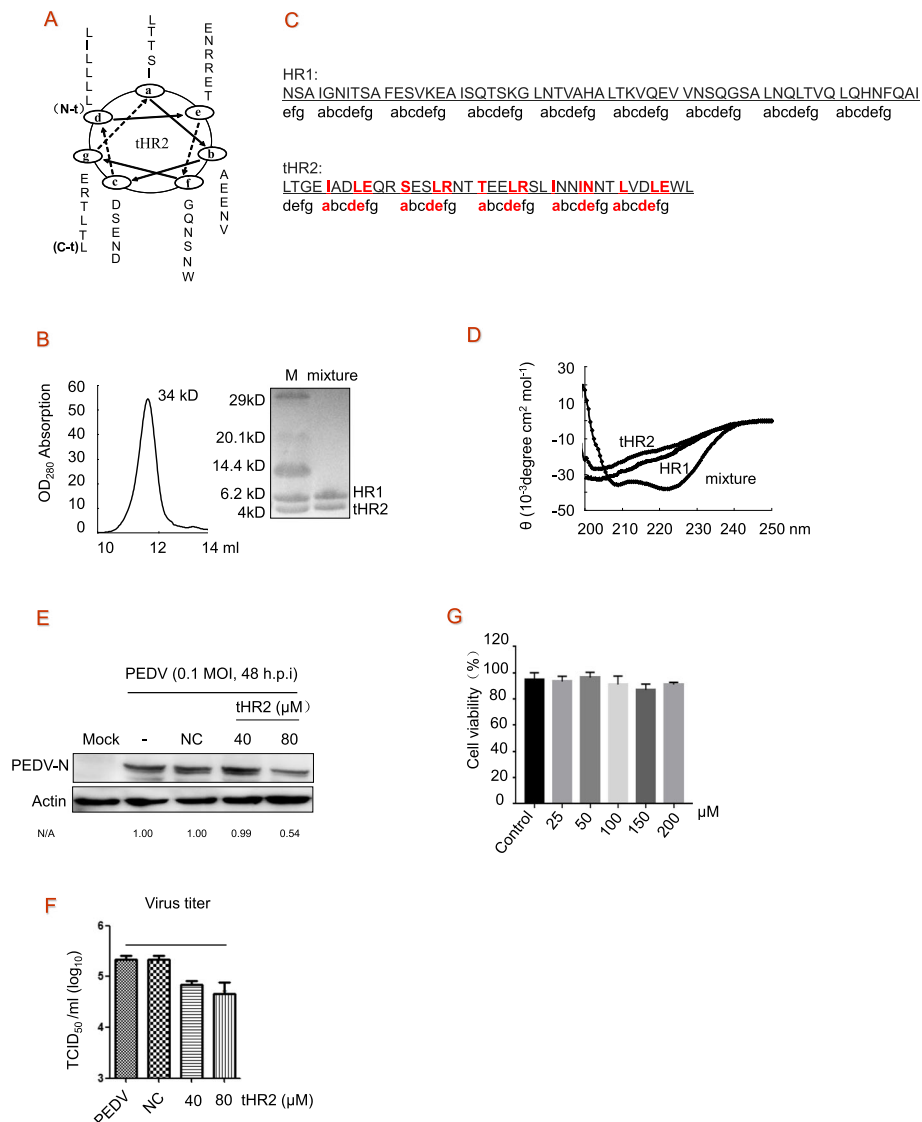 A
L I L L L L
L T T S I
E N R R E T
(N-t)
a
d
e
tHR2
g
b
c
f
E R T L T L
(C-t)
D S E N D
G Q N S N W
A E E N V
C
HR1:
NSA IGNITSA FESVKEA ISQTSKG LNTVAHA LTKVQEVV NSQGSA LNQLTVQ LQHNFQAI
efg abcdefg abcdefg abcdefg abcdefg abcdefg abcdefg abcdefg abcdefg
tHR2:
LTGE IADLEQR SESLRNT TEELRSL INNINNT LVDLEWL
defg abcdefg abcdefg abcdefg abcdefg abcdefg
B
OD280 Absorption
60
50
40
30
20
10
0
34 kD
10 12 14 ml
M mixture
29kD
20.1kD
14.4 kD
6.2 kD
4kD
HR1
tHR2
D
θ (10⁻³degree cm² mol⁻¹)
30
10
-10
-30
-50
tHR2
HR1
mixture
200 210 220 230 240 250 nm
E
PEDV (0.1 MOI, 48 h.p.i)
tHR2 (µM)
Mock - NC 40 80
PEDV-N
Actin
N/A 1.00 1.00 0.99 0.54
G
Cell viability (%)
120
100
80
60
40
20
0
Control 25 50 100 150 200 µM
F
Virus titer
TCID50/ml (log10)
6
5
4
3
PEDV NC 40 80 tHR2 (µM)